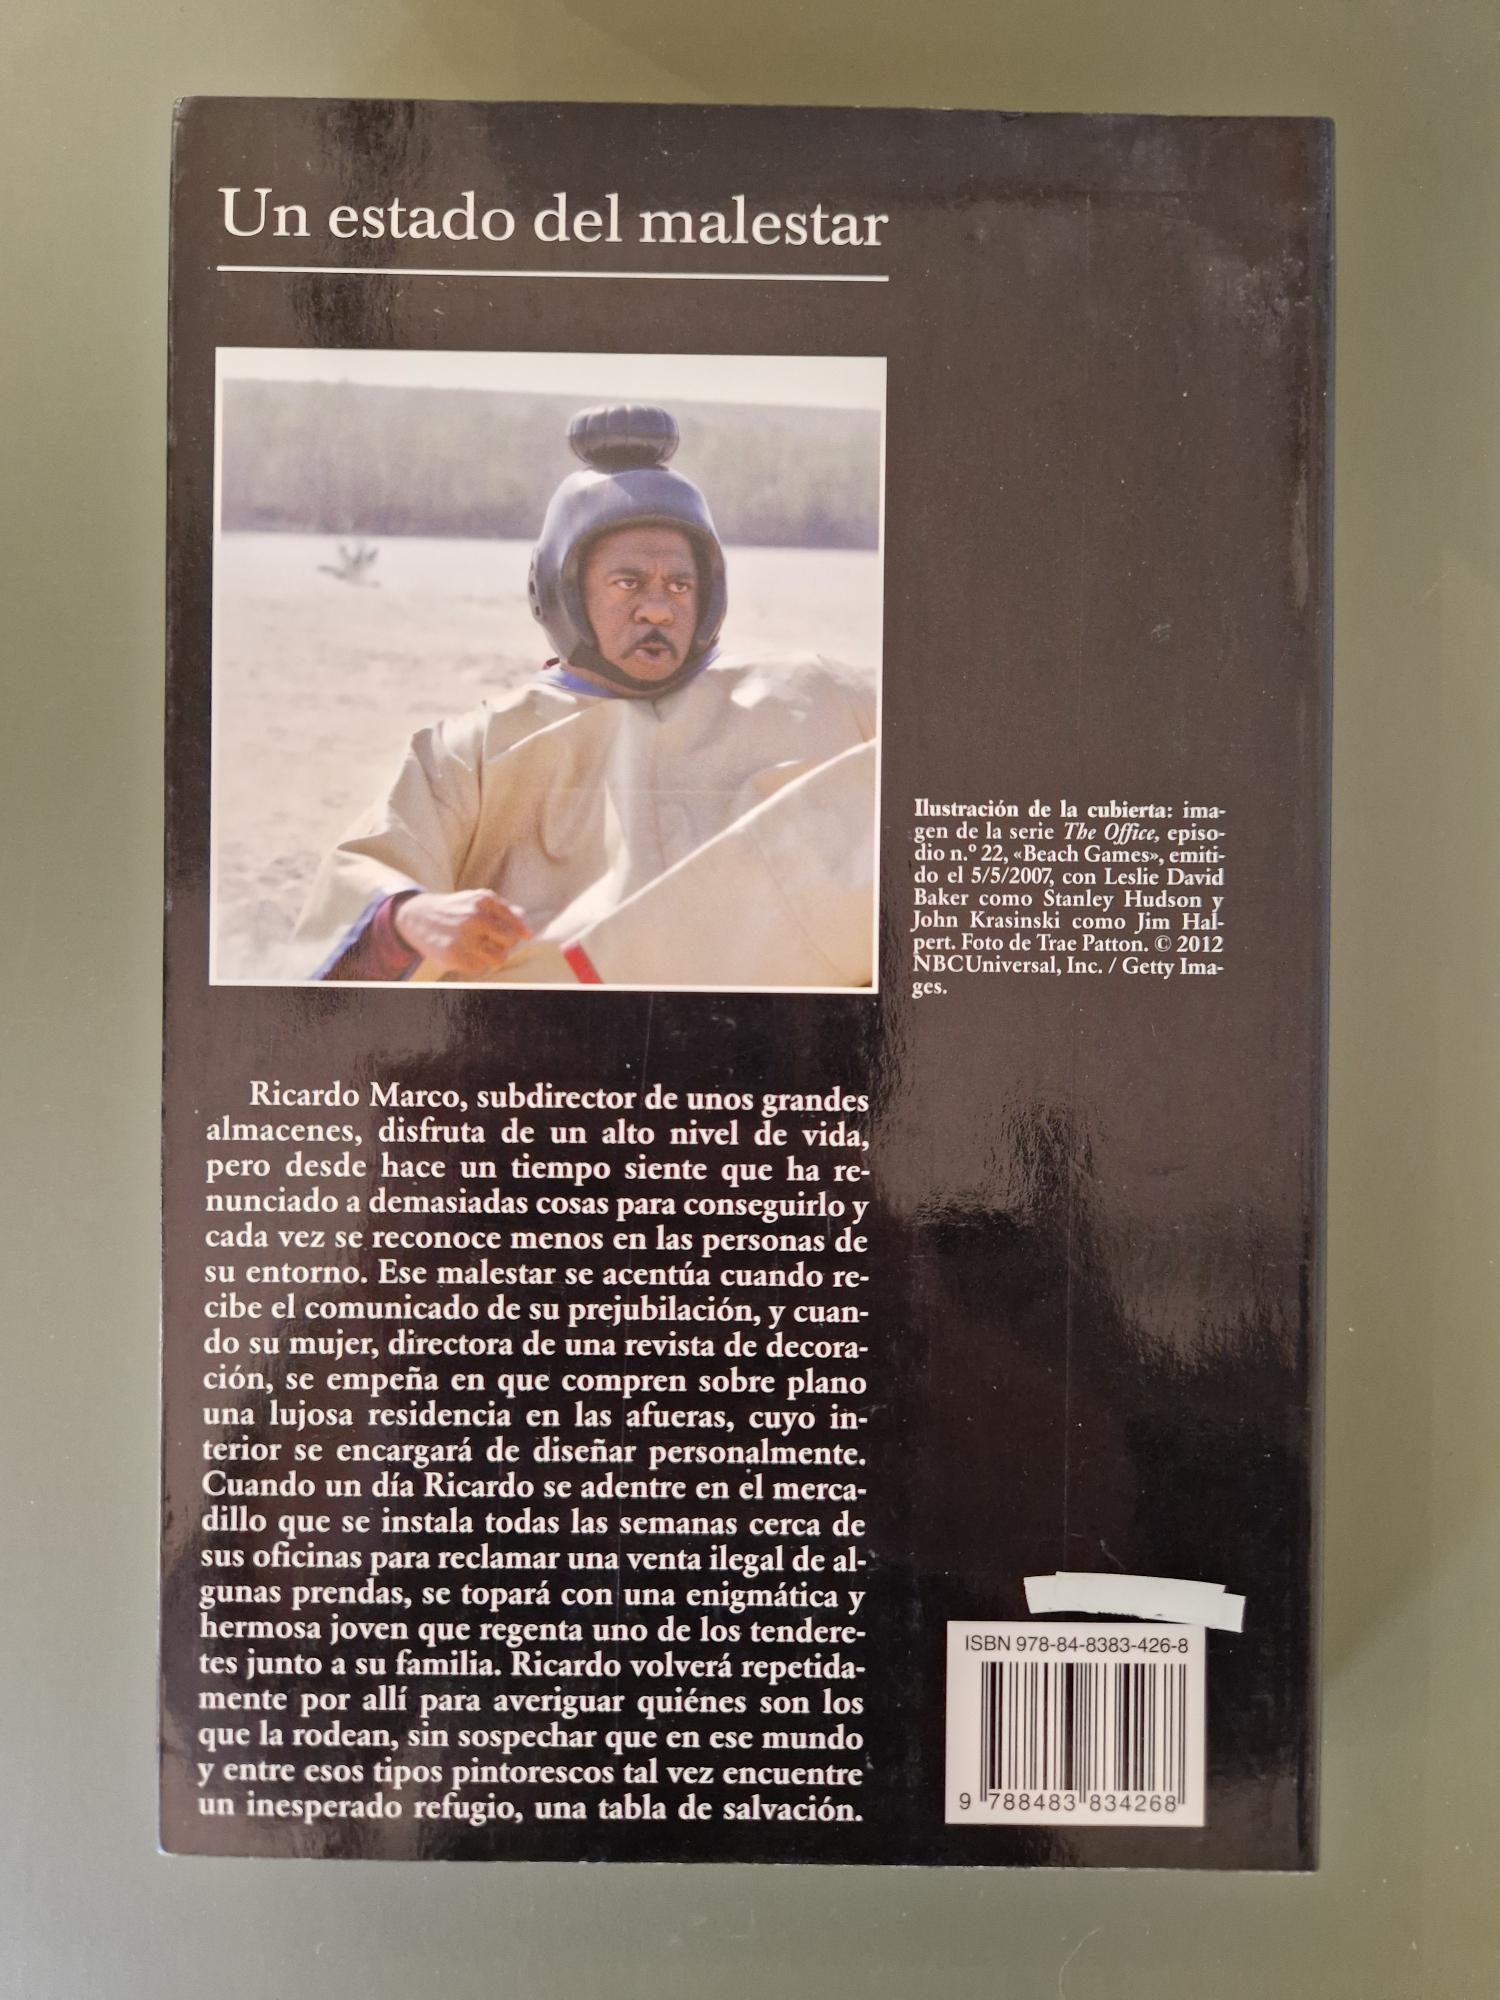 Un estado del malestar
Ilustración de la cubierta: ima-
gen de la serie The Office, episo-
dio n.º 22, «Beach Games», emiti-
do el 5/5/2007, con Leslie David
Baker como Stanley Hudson y
John Krasinski como Jim Hal-
pert. Foto de Trae Patton. © 2012
NBCUniversal, Inc. / Getty Ima-
ges.
Ricardo Marco, subdirector de unos grandes
almacenes, disfruta de un alto nivel de vida,
pero desde hace un tiempo siente que ha re-
nunciado a demasiadas cosas para conseguirlo y
cada vez se reconoce menos en las personas de
su entorno. Ese malestar se acentúa cuando re-
cibe el comunicado de su prejubilación, y cuan-
do su mujer, directora de una revista de decora-
ción, se empeña en que compren sobre plano
una lujosa residencia en las afueras, cuyo in-
terior se encargará de diseñar personalmente.
Cuando un día Ricardo se adentre en el merca-
dillo que se instala todas las semanas cerca de
sus oficinas para reclamar una venta ilegal de al-
gunas prendas, se topará con una enigmática y
hermosa joven que regenta uno de los tendere-
tes junto a su familia. Ricardo volverá repetida-
mente por allí para averiguar quiénes son los
que la rodean, sin sospechar que en ese mundo
y entre esos tipos pintorescos tal vez encuentre
un inesperado refugio, una tabla de salvación.
ISBN 978-84-8383-426-8
9 788483 834268